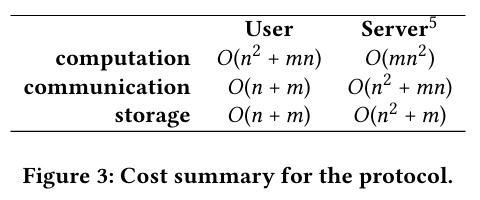 User Server⁵
computation O(n² + mn) O(mn²)
communication O(n + m) O(n² + mn)
storage O(n + m) O(n² + m)
Figure 3: Cost summary for the protocol.